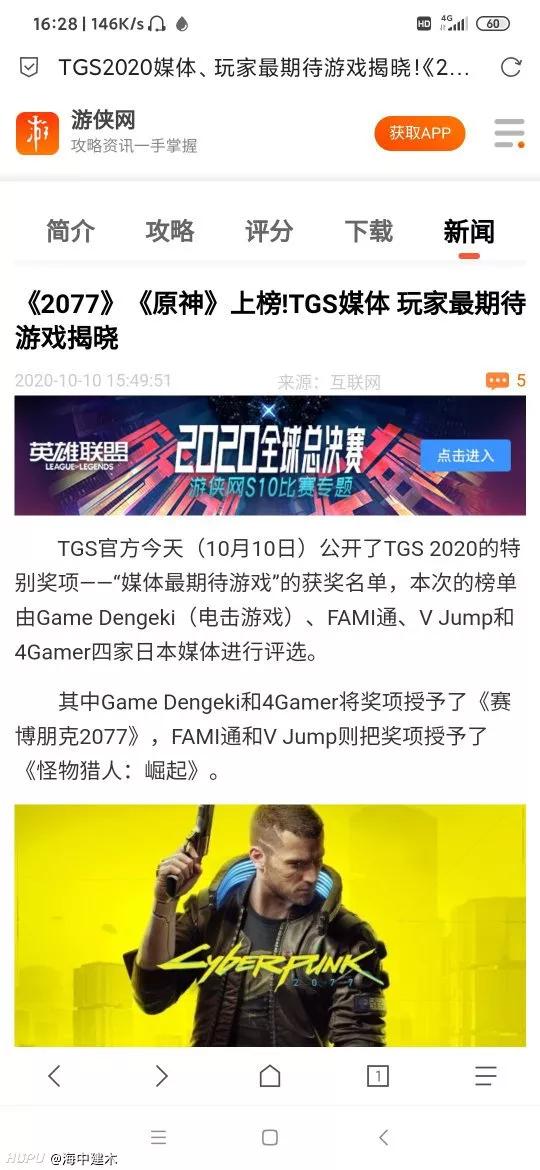 16:28 | 146K/s
HD 4G 60
TGS2020媒体、玩家最期待游戏揭晓!《2...
游
游侠网
攻略资讯一手掌握
获取APP
简介 攻略 评分 下载 新闻
《2077》《原神》上榜!TGS媒体 玩家最期待
游戏揭晓
2020-10-10 15:49:51 来源：互联网 5
英雄联盟
LEAGUE-LEGENDS
2020全球总决赛
游侠网S10比赛专题
点击进入
TGS官方今天（10月10日）公开了TGS 2020的特
别奖项——“媒体最期待游戏”的获奖名单，本次的榜单
由Game Dengeki（电击游戏）、FAMI通、V Jump和
4Gamer四家日本媒体进行评选。
其中Game Dengeki和4Gamer将奖项授予了《赛
博朋克2077》，FAMI通和V Jump则把奖项授予了
《怪物猎人：崛起》。
CYBERPUNK
2077
1
HUPU @海中建木